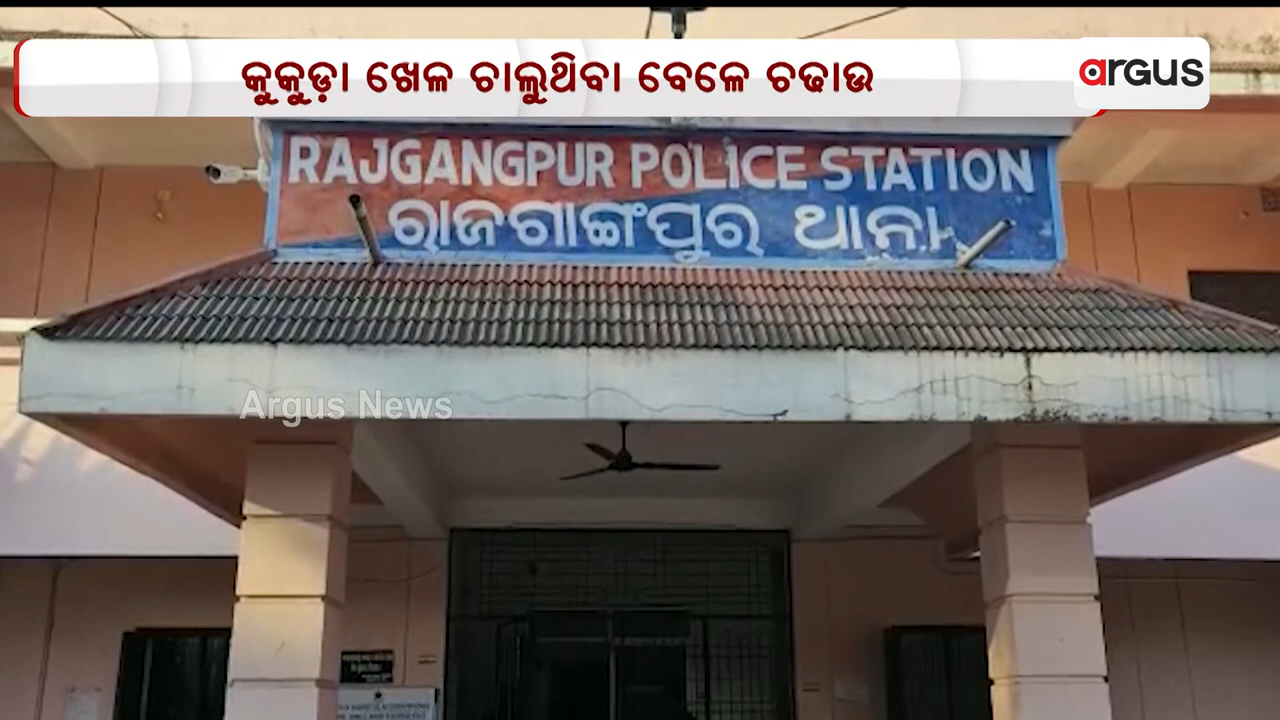 କୁକୁଡ଼ା ଖେଳ ଚାଲୁଥିବା ବେଳେ ଚଢାଉ
argus
RAJGANGPUR POLICE STATION
ରାଜଗାଙ୍ଗପୁର ଥାନା
Argus News